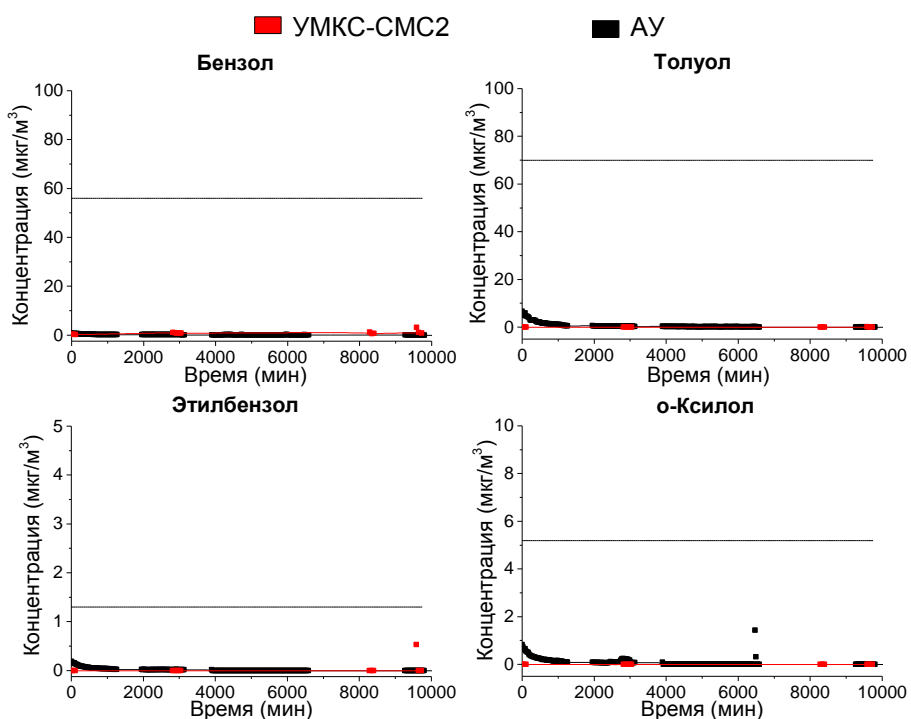 УМКС-СМС2
АУ
Бензол
Концентрация (мкг/м³)
100
80
60
40
20
0
0 2000 4000 6000 8000 10000
Время (мин)
Толуол
Концентрация (мкг/м³)
100
80
60
40
20
0
0 2000 4000 6000 8000 10000
Время (мин)
Этилбензол
Концентрация (мкг/м³)
5
4
3
2
1
0
0 2000 4000 6000 8000 10000
Время (мин)
о-Ксилол
Концентрация (мкг/м³)
10
8
6
4
2
0
0 2000 4000 6000 8000 10000
Время (мин)